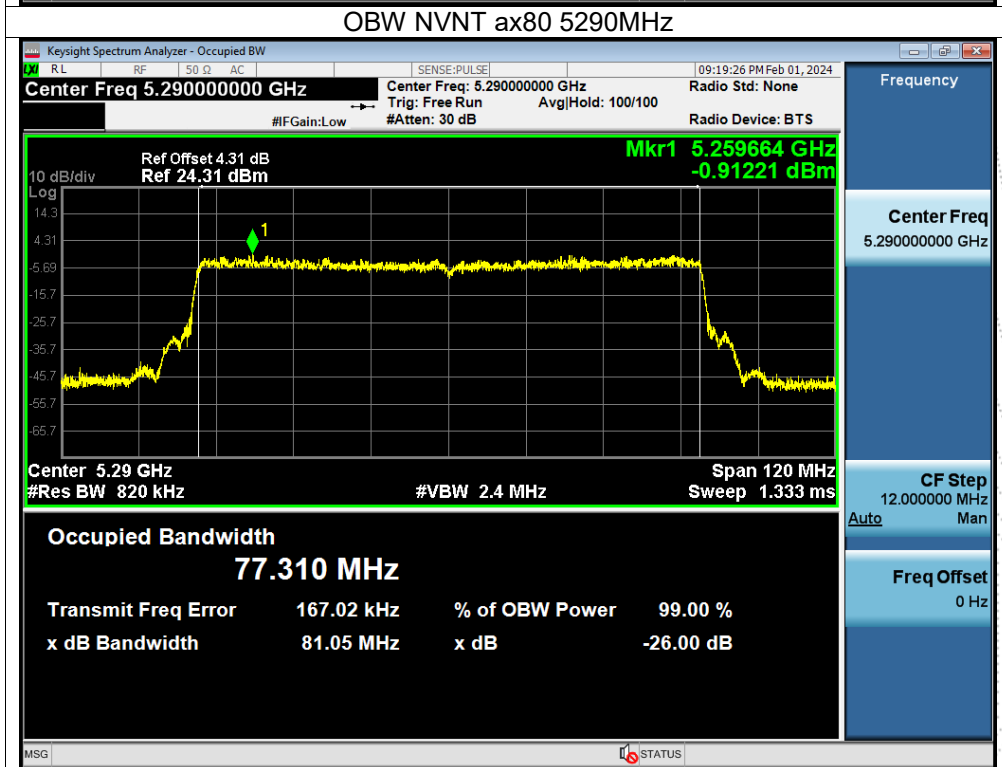 OBW NVNT ax80 5290MHz
Keysight Spectrum Analyzer - Occupied BW
LXI RL RF 50 Ω AC SENSE:PULSE 09:19:26 PM Feb 01, 2024
Center Freq 5.290000000 GHz Center Freq: 5.290000000 GHz Radio Std: None
Trig: Free Run Avg|Hold: 100/100
#IFGain:Low #Atten: 30 dB Radio Device: BTS
Frequency
Mkr1 5.259664 GHz
Ref Offset 4.31 dB
10 dB/div Ref 24.31 dBm -0.91221 dBm
Log
14.3
1
4.31
-5.69
-15.7
-25.7
-35.7
-45.7
-55.7
-65.7
Center 5.29 GHz Span 120 MHz
#Res BW 820 kHz #VBW 2.4 MHz Sweep 1.333 ms
Center Freq
5.290000000 GHz
CF Step
12.000000 MHz
Auto Man
Freq Offset
0 Hz
Occupied Bandwidth
77.310 MHz
Transmit Freq Error 167.02 kHz % of OBW Power 99.00 %
x dB Bandwidth 81.05 MHz x dB -26.00 dB
MSG STATUS